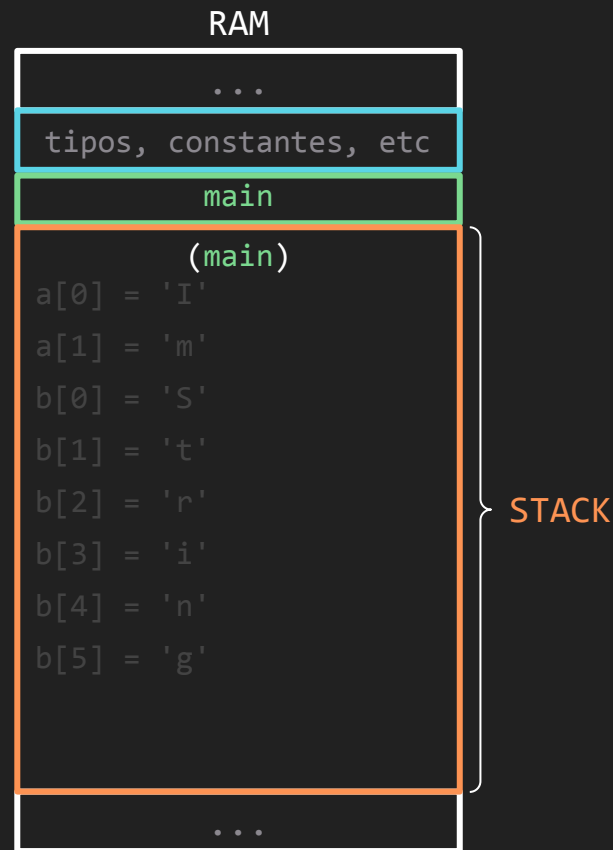 RAM
...
tipos, constantes, etc
main
(main)
a[0] = 'I'
a[1] = 'm'
b[0] = 'S'
b[1] = 't'
b[2] = 'r'
b[3] = 'i'
b[4] = 'n'
b[5] = 'g'
STACK
...